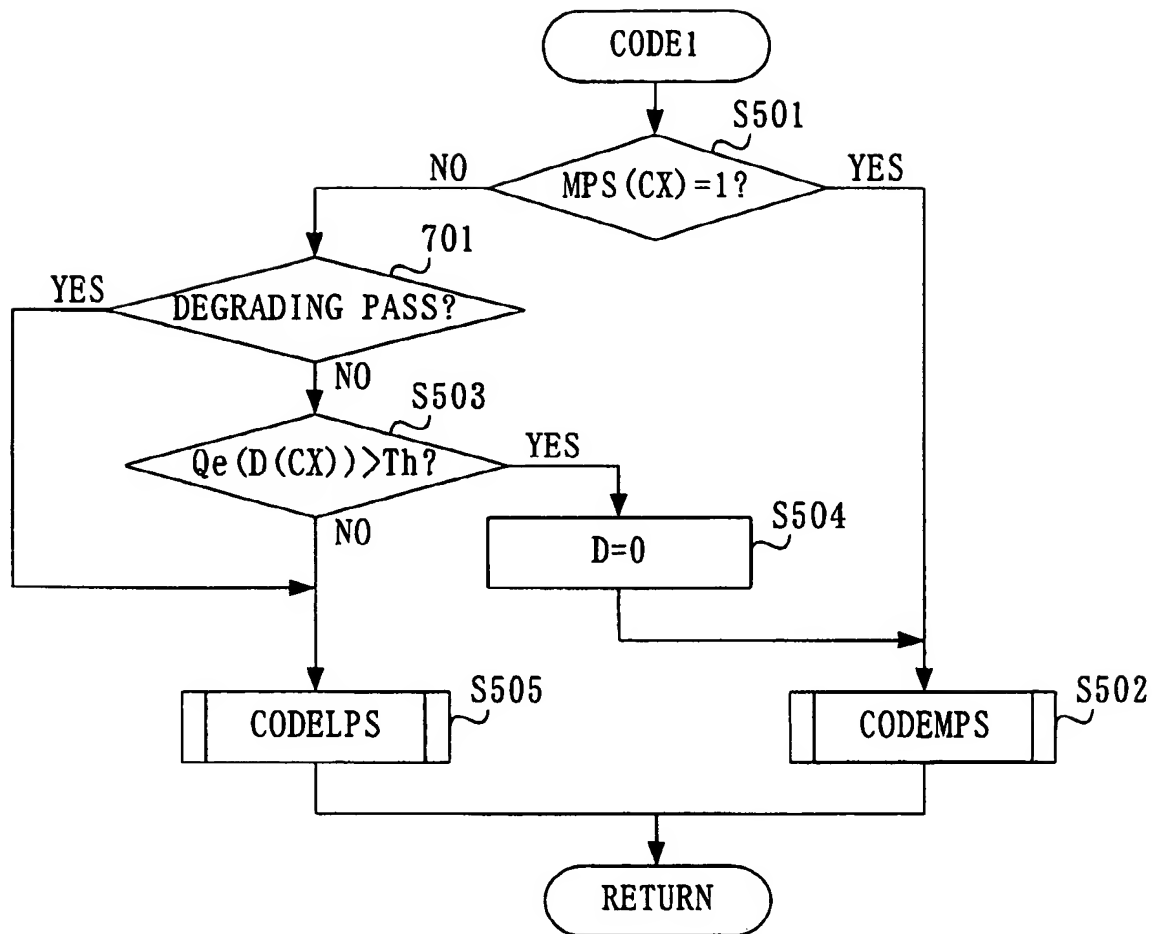 CODE1
S501
NO
MPS(CX)=1?
YES
701
YES
DEGRADING PASS?
NO
S503
Qe(D(CX))>Th?
YES
NO
S504
D=0
CODELPS
S505
CODEMPS
S502
RETURN